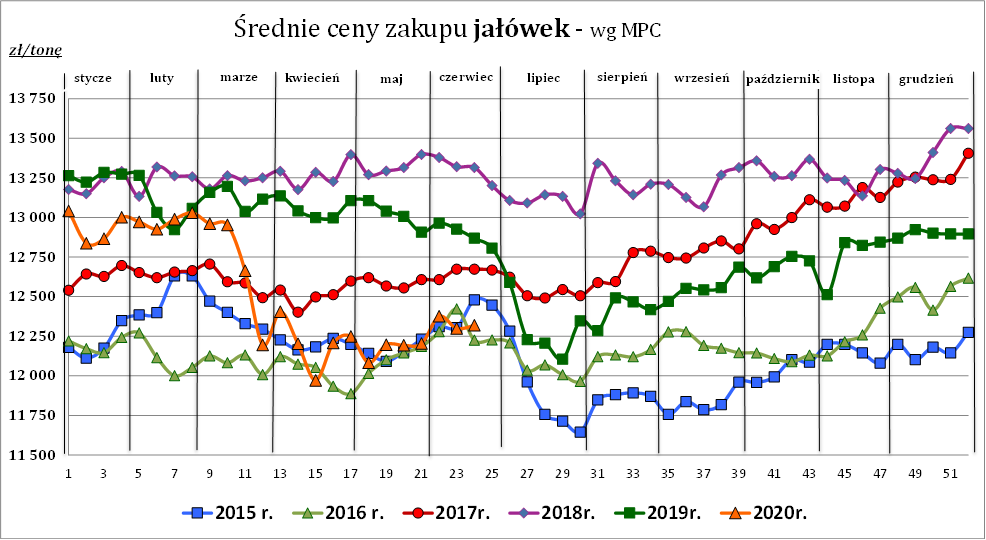 Średnie ceny zakupu jałówek - wg MPC
zł/tonę
stycze luty marze kwiecień maj czerwiec lipiec sierpień wrzesień październik listopa grudzień
13 750
13 500
13 250
13 000
12 750
12 500
12 250
12 000
11 750
11 500
1 3 5 7 9 11 13 15 17 19 21 23 25 27 29 31 33 35 37 39 41 43 45 47 49 51
2015 r. 2016 r. 2017r. 2018r. 2019r. 2020r.